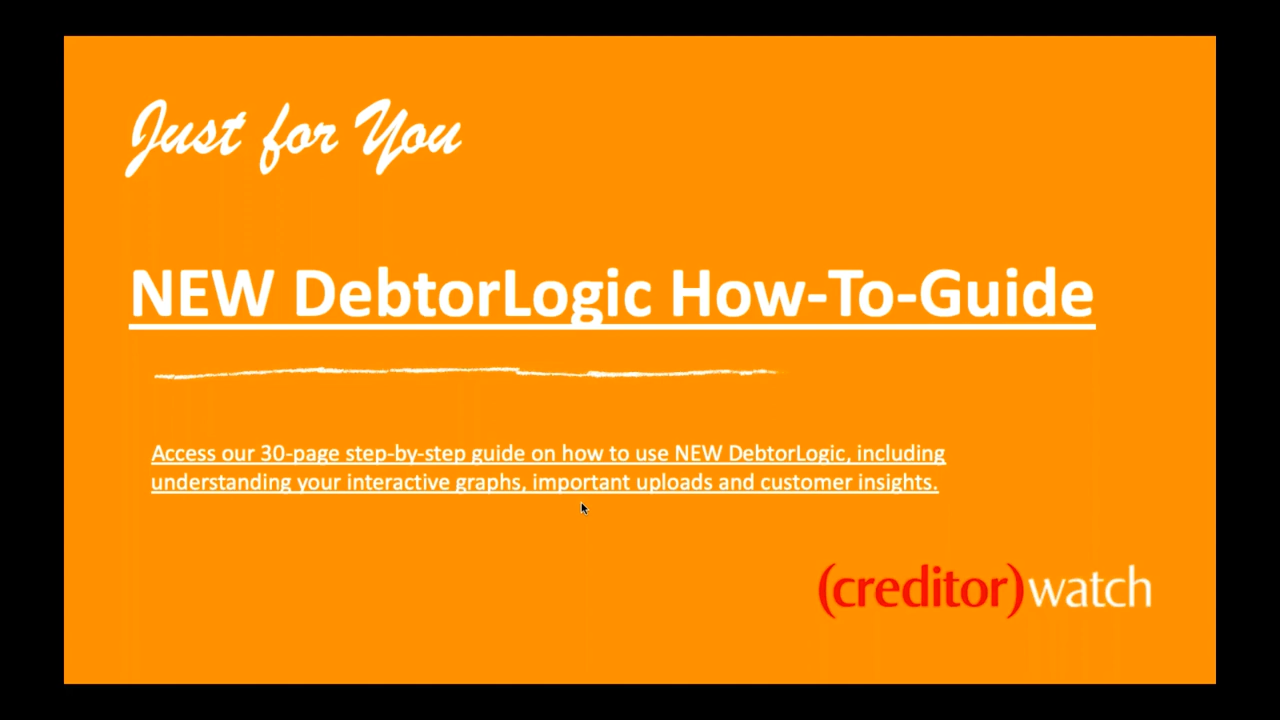 Just for You
NEW DebtorLogic How-To-Guide
Access our 30-page step-by-step guide on how to use NEW DebtorLogic, including
understanding your interactive graphs, important uploads and customer insights.
(creditor)watch